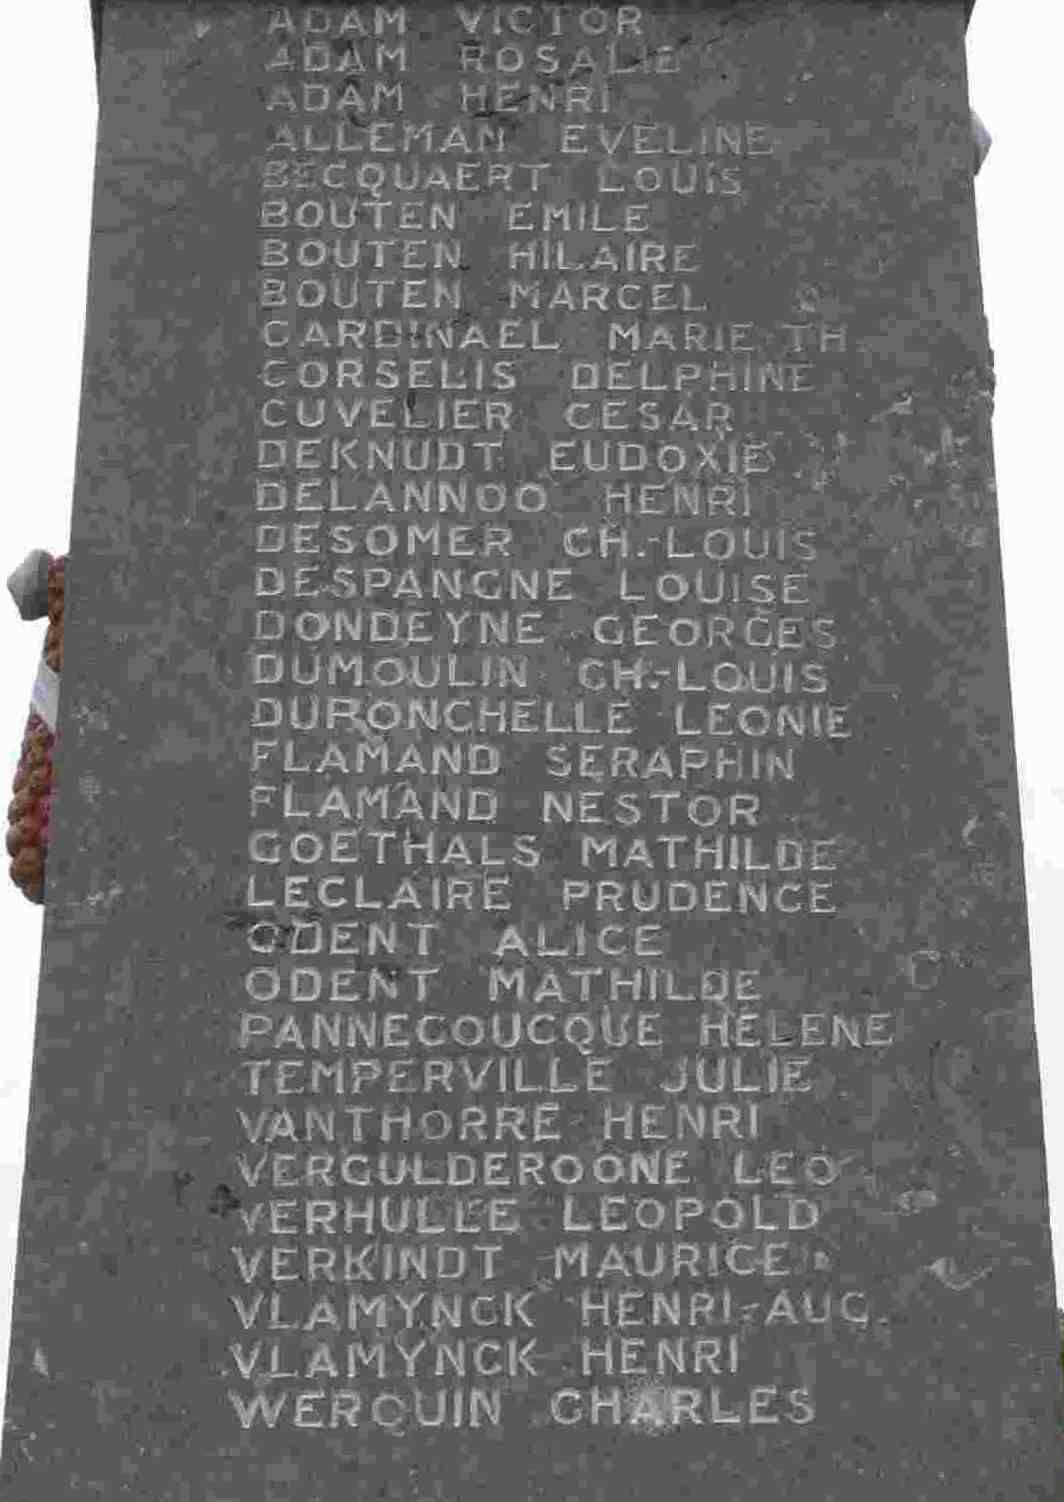 ADAM VICTOR
ADAM ROSALIE
ADAM HENRI
ALLEMAN EVELINE
BECQUAERT LOUIS
BOUTEN EMILE
BOUTEN HILAIRE
BOUTEN MARCEL
CARDINAEL MARIE TH
CORSELIS DELPHINE
CUVELIER CESAR
DEKNUDT EUDOXIE
DELANNOO HENRI
DESOMER CH.-LOUIS
DESPANGNE LOUISE
DONDEYNE GEORGES
DUMOULIN CH.-LOUIS
DURONCHELLE LEONIE
FLAMAND SERAPHIN
FLAMAND NESTOR
GOETHALS MATHILDE
LECLAIRE PRUDENCE
ODENT ALICE
ODENT MATHILDE
PANNECOUCQUE HELENE
TEMPERVILLE JULIE
VANTHORRE HENRI
VERGULDEROONE LEO
VERHULLE LEOPOLD
VERKINDT MAURICE
VLAMYNCK HENRI-AUG.
VLAMYNCK HENRI
WERQUIN CHARLES